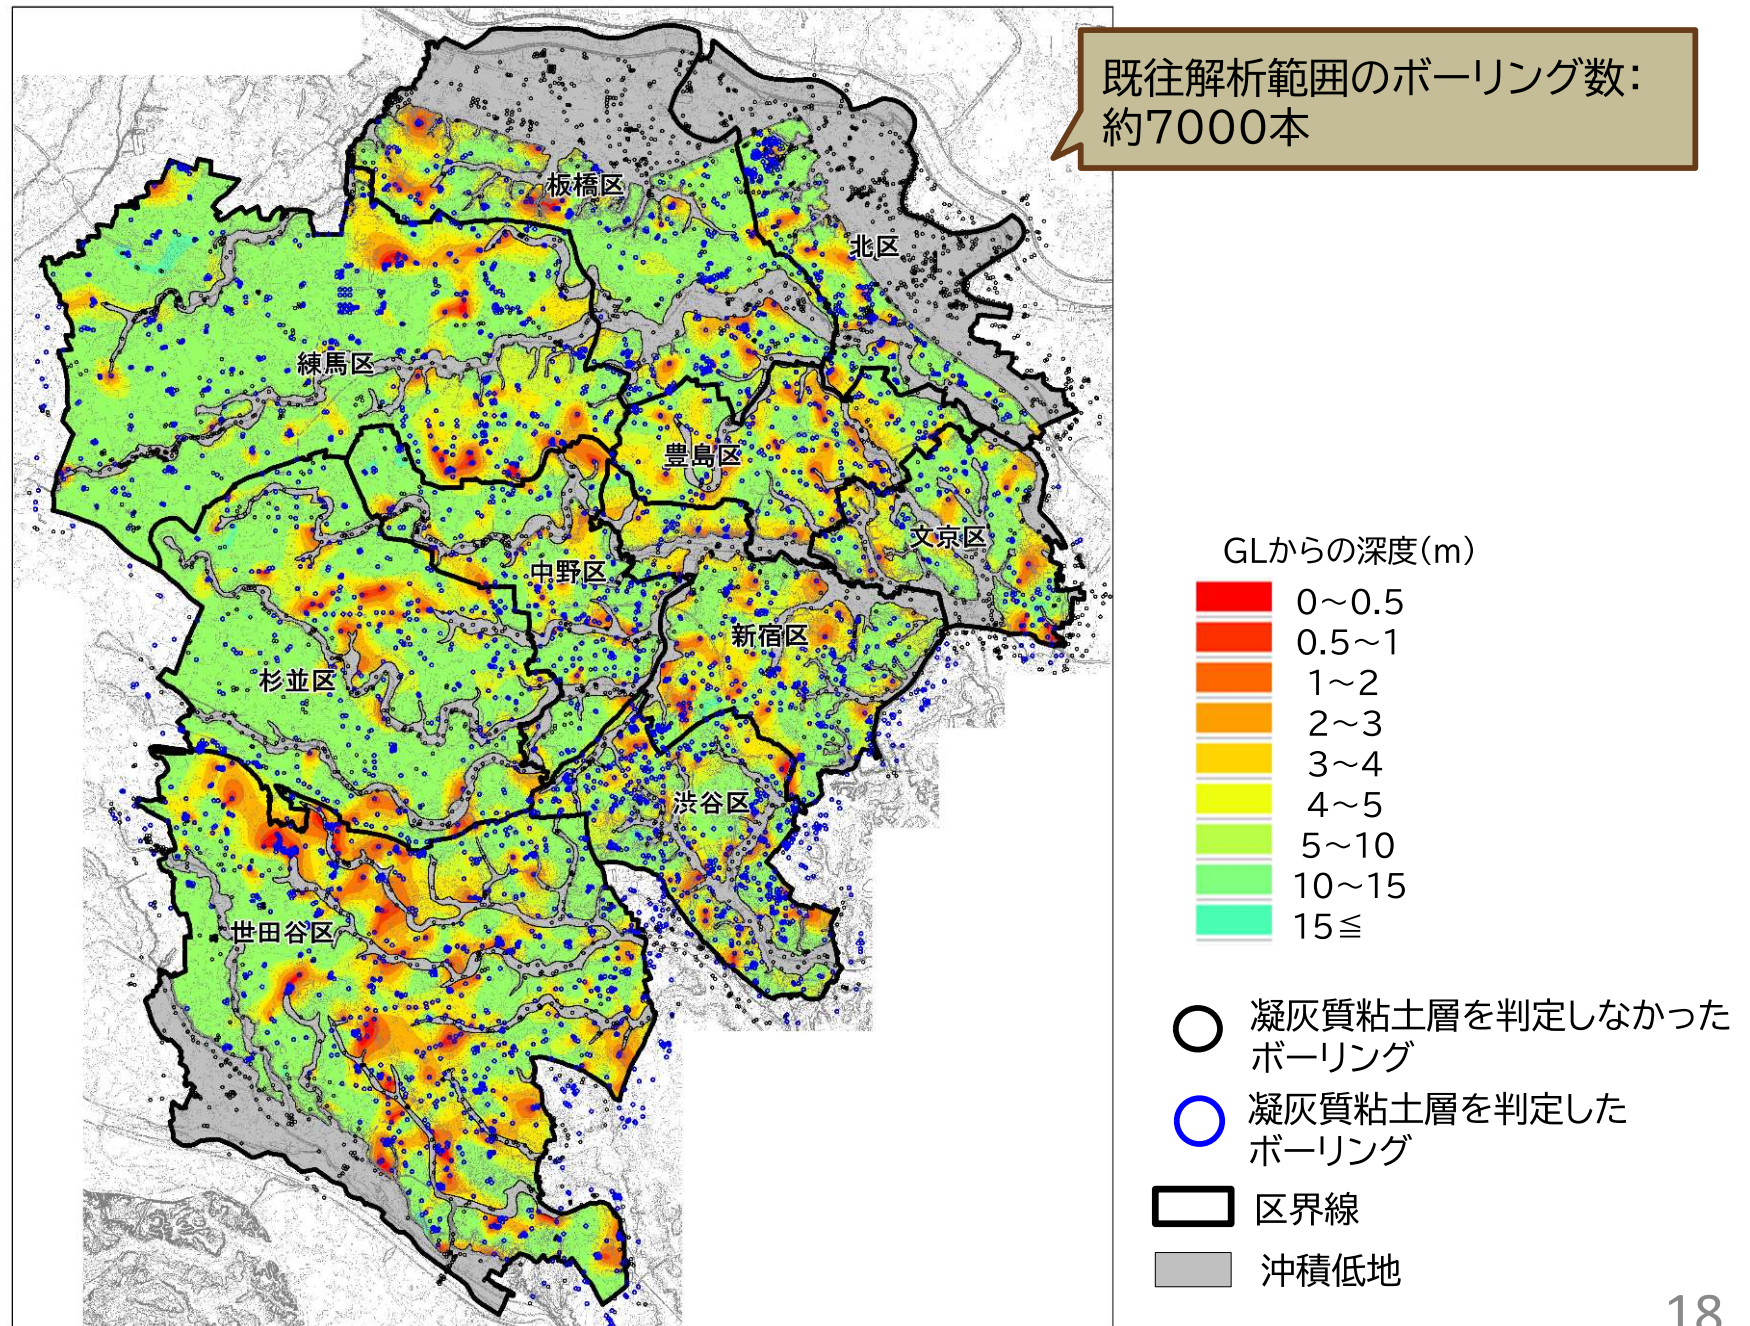 既往解析範囲のボーリング数:
約7000本
板橋区
北区
練馬区
豊島区
文京区
中野区
新宿区
杉並区
渋谷区
世田谷区
GLからの深度(m)
0～0.5
0.5～1
1～2
2～3
3～4
4～5
5～10
10～15
15≦
凝灰質粘土層を判定しなかった
ボーリング
凝灰質粘土層を判定した
ボーリング
区界線
沖積低地
18